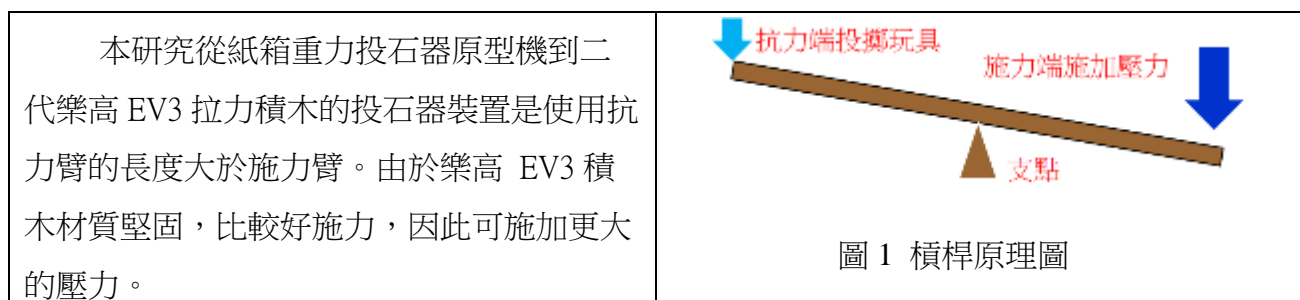 本研究從紙箱重力投石器原型機到二
代樂高 EV3 拉力積木的投石器裝置是使用抗
力臂的長度大於施力臂。由於樂高 EV3 積
木材質堅固，比較好施力，因此可施加更大
的壓力。
抗力端投擲玩具
施力端施加壓力
支點
圖 1 槓桿原理圖